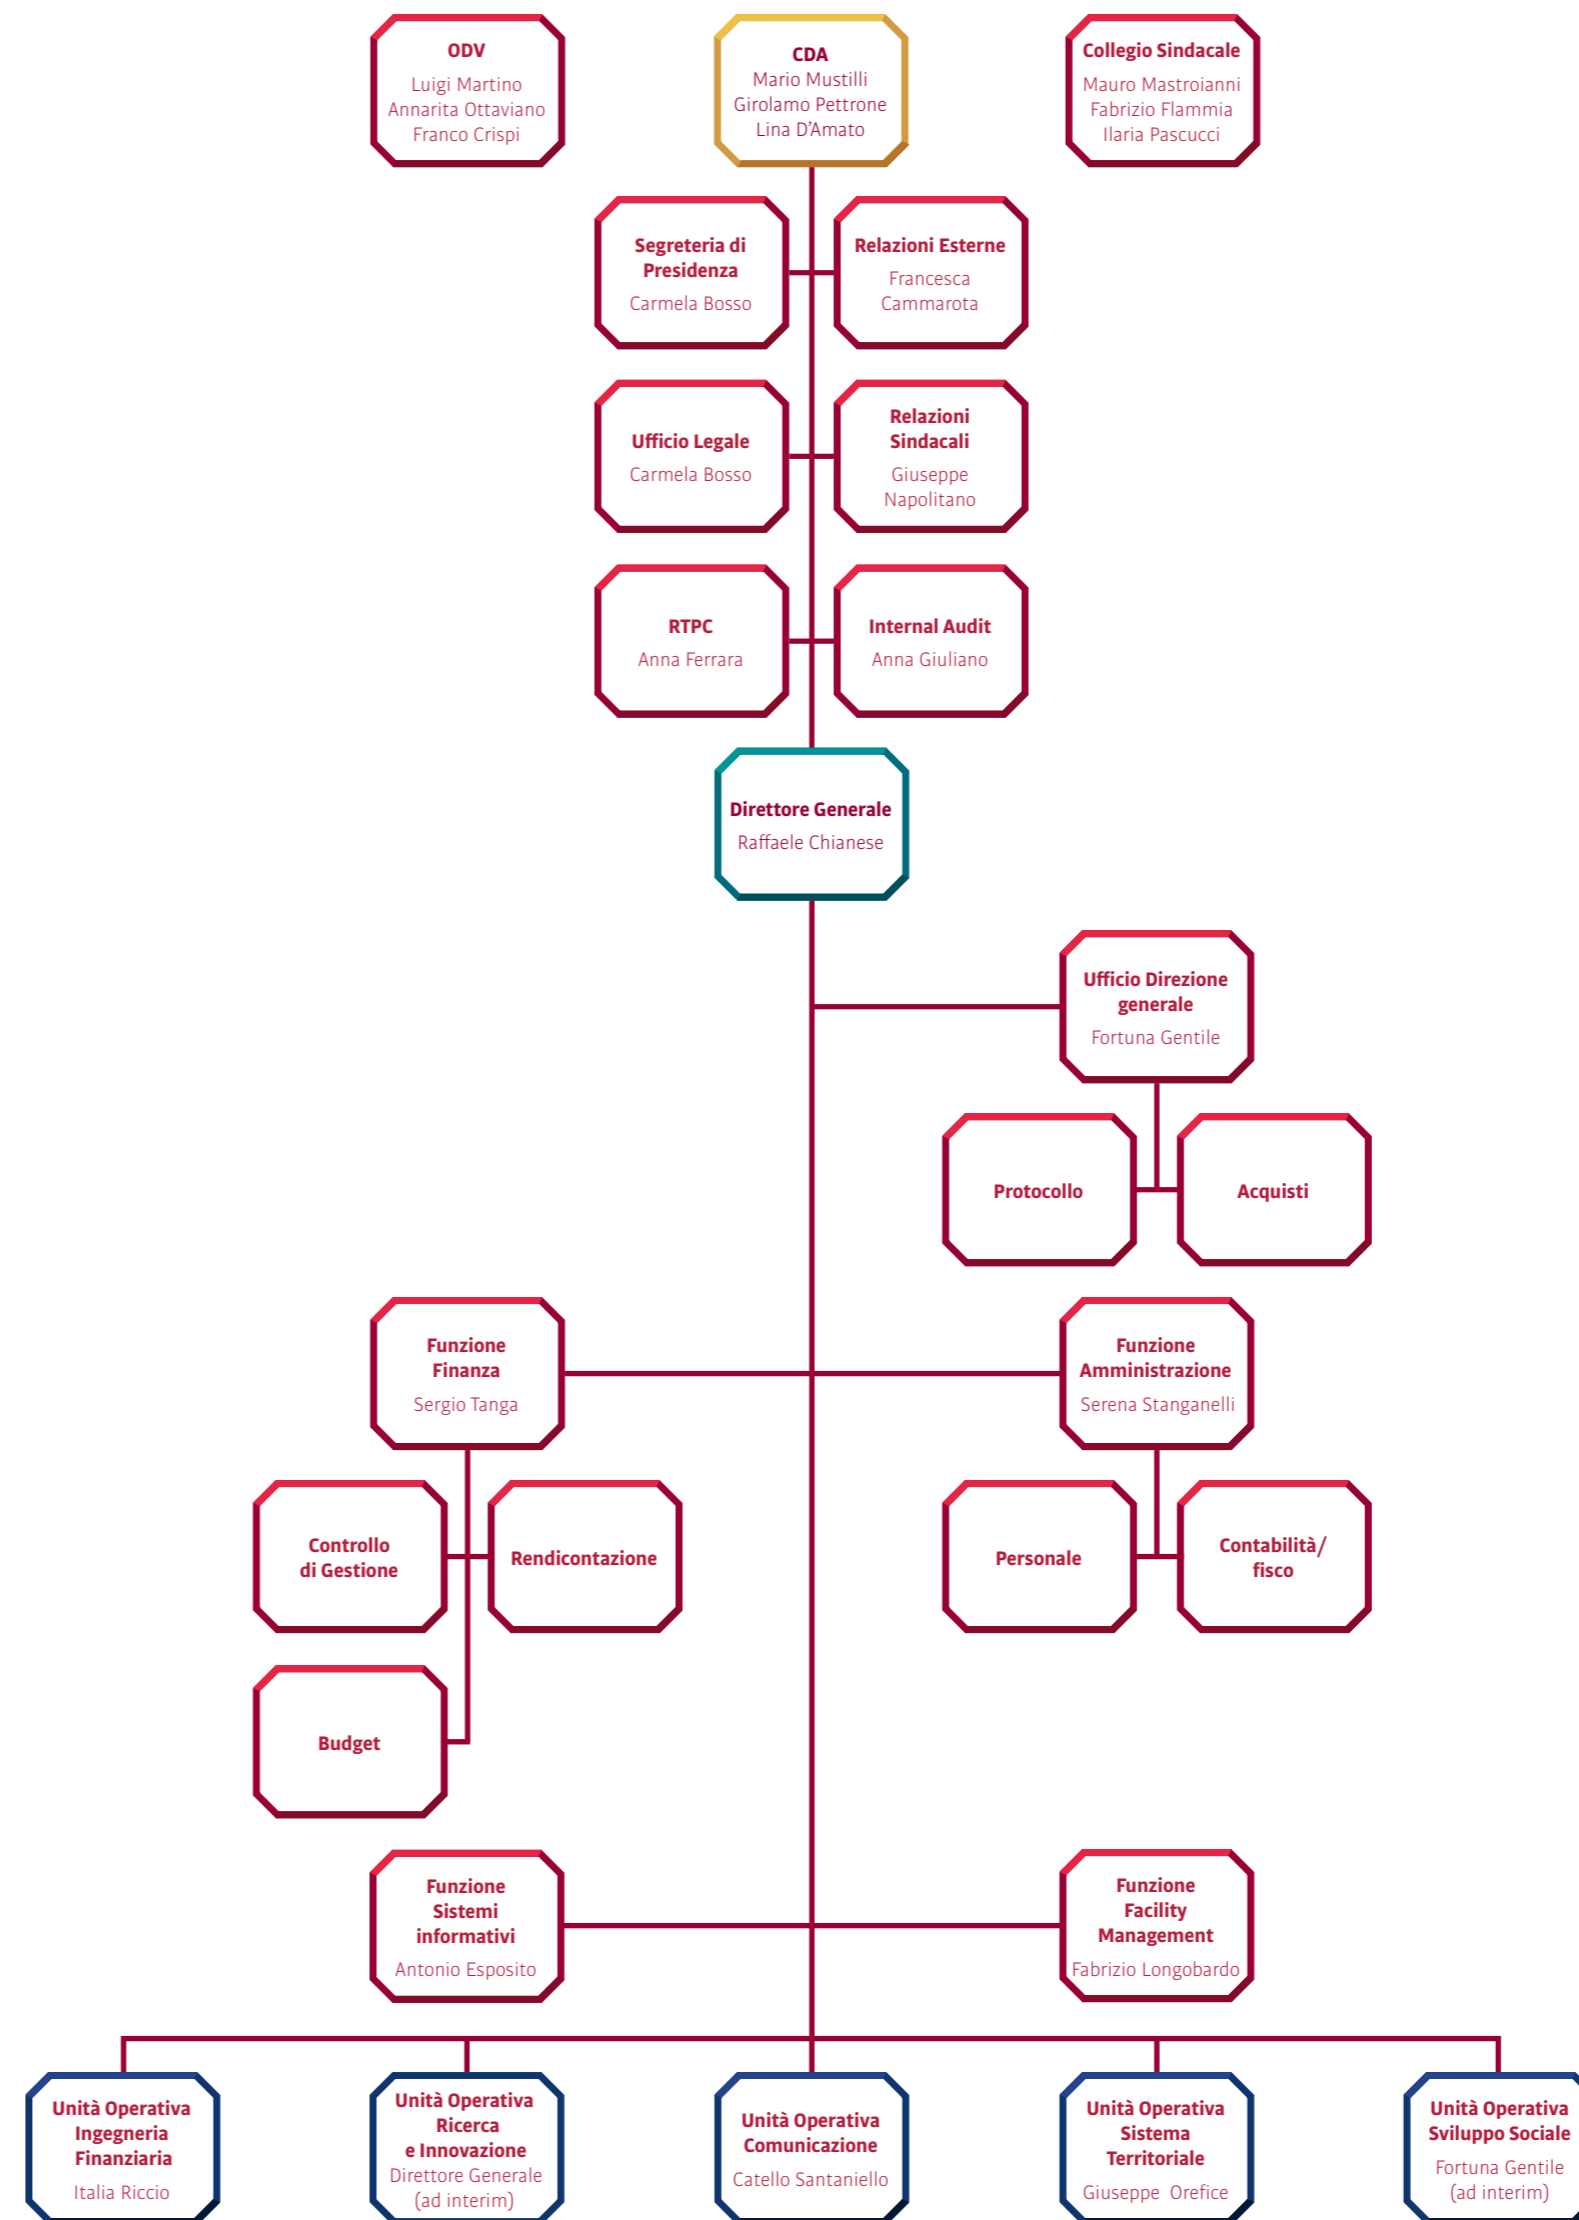 ODV
Luigi Martino
Annarita Ottaviano
Franco Crispi
CDA
Mario Mustilli
Girolamo Pettrone
Lina D’Amato
Collegio Sindacale
Mauro Mastroianni
Fabrizio Flammia
Ilaria Pascucci
Segreteria di
Presidenza
Carmela Bosso
Relazioni Esterne
Francesca
Cammarota
Ufficio Legale
Carmela Bosso
Relazioni
Sindacali
Giuseppe
Napolitano
RTPC
Anna Ferrara
Internal Audit
Anna Giuliano
Direttore Generale
Raffaele Chianese
Ufficio Direzione
generale
Fortuna Gentile
Protocollo
Acquisti
Funzione
Finanza
Sergio Tanga
Funzione
Amministrazione
Serena Stanganelli
Controllo
di Gestione
Rendicontazione
Personale
Contabilità/
fisco
Budget
Funzione
Sistemi
informativi
Antonio Esposito
Funzione
Facility
Management
Fabrizio Longobardo
Unità Operativa
Ingegneria
Finanziaria
Italia Riccio
Unità Operativa
Ricerca
e Innovazione
Direttore Generale
(ad interim)
Unità Operativa
Comunicazione
Catello Santaniello
Unità Operativa
Sistema
Territoriale
Giuseppe Orefice
Unità Operativa
Sviluppo Sociale
Fortuna Gentile
(ad interim)